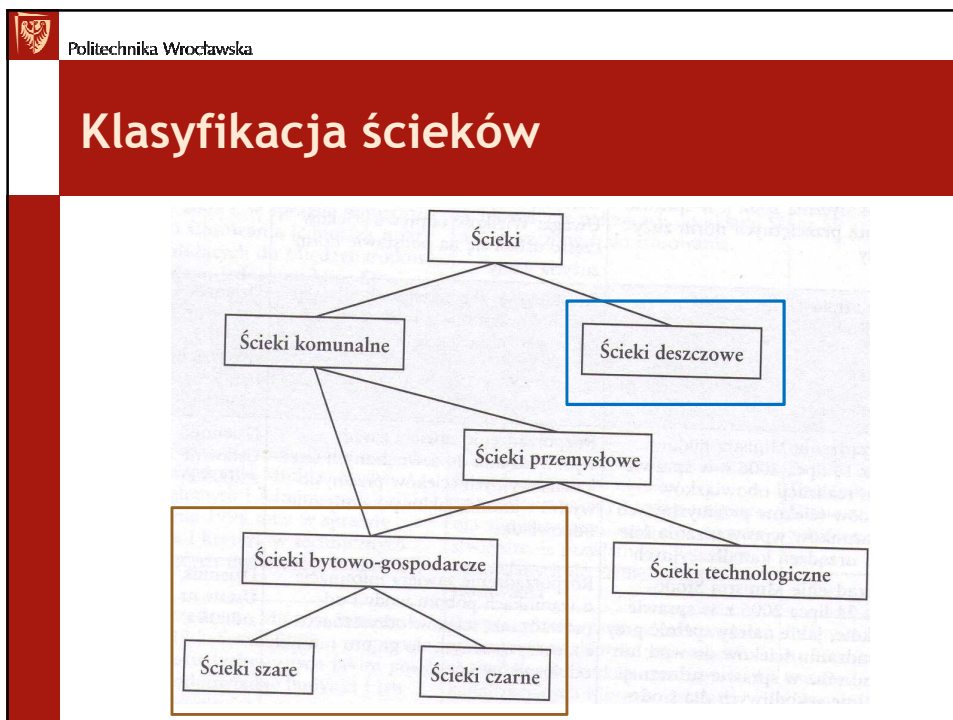 Politechnika Wrocławska
Klasyfikacja ścieków
Ścieki
Ścieki komunalne
Ścieki deszczowe
Ścieki przemysłowe
Ścieki bytowo-gospodarcze
Ścieki technologiczne
Ścieki szare
Ścieki czarne